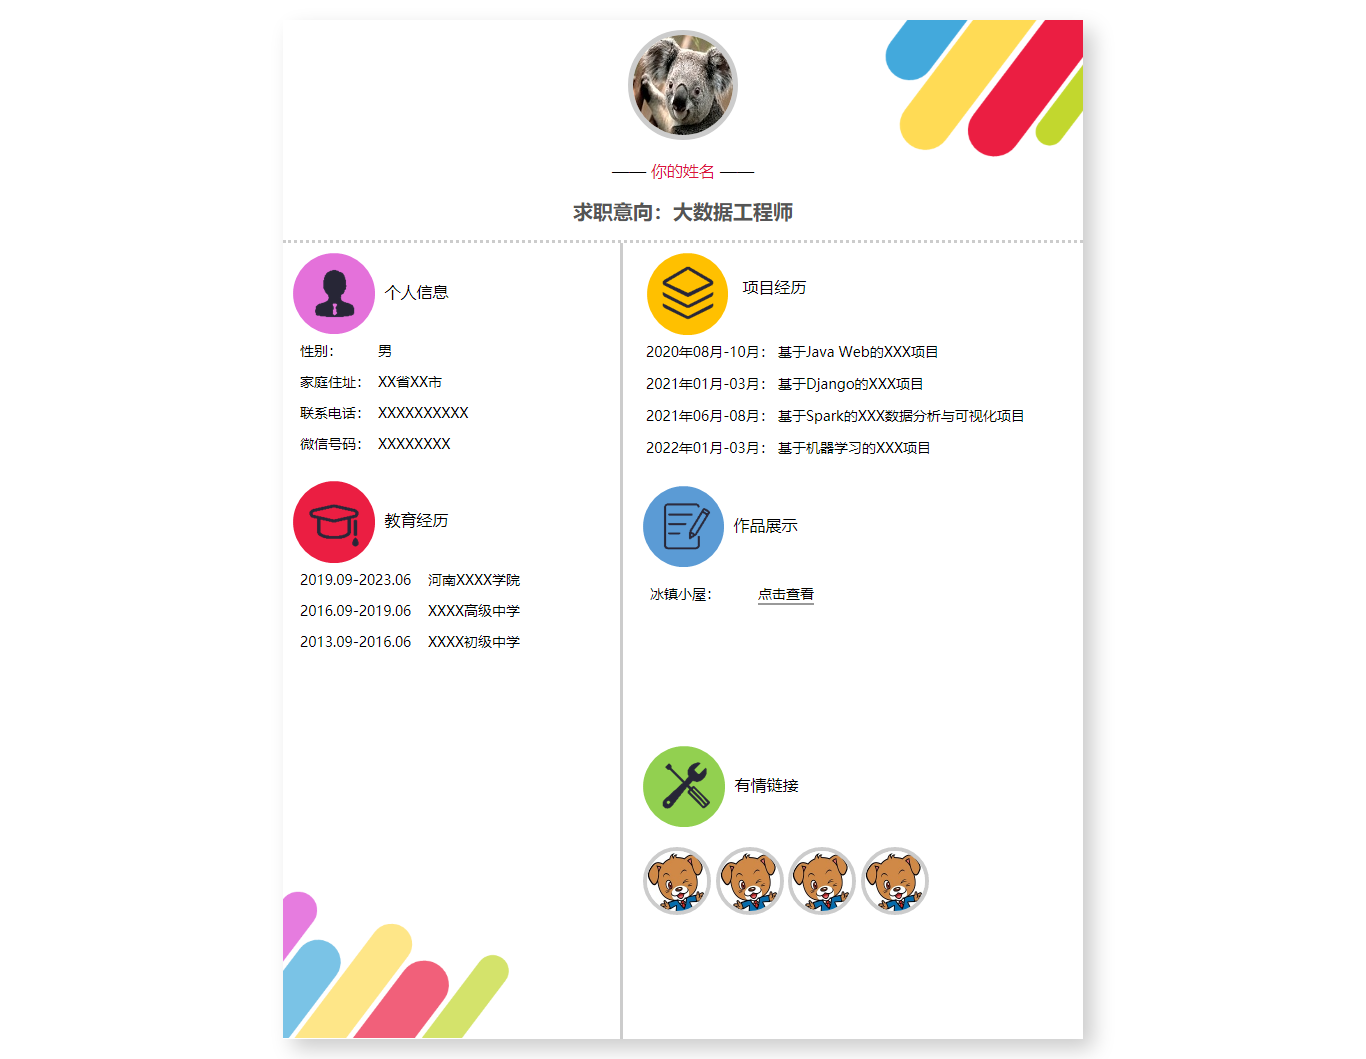 —— 你的姓名 ——
求职意向：大数据工程师
个人信息
性别： 男
家庭住址： XX省XX市
联系电话： XXXXXXXXXX
微信号码： XXXXXXXX
教育经历
2019.09-2023.06 河南XXXX学院
2016.09-2019.06 XXXX高级中学
2013.09-2016.06 XXXX初级中学
项目经历
2020年08月-10月： 基于Java Web的XXX项目
2021年01月-03月： 基于Django的XXX项目
2021年06月-08月： 基于Spark的XXX数据分析与可视化项目
2022年01月-03月： 基于机器学习的XXX项目
作品展示
冰镇小屋： 点击查看
有情链接